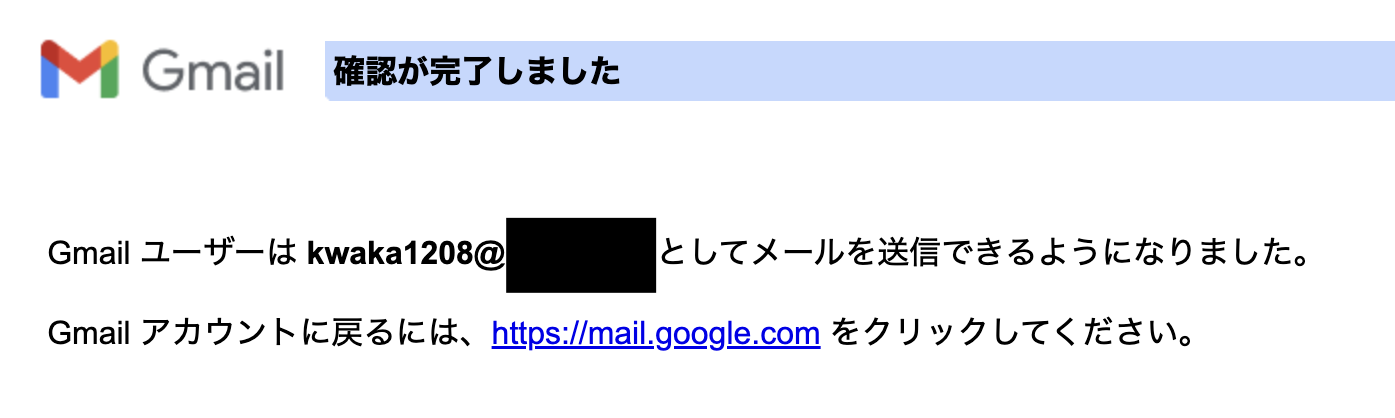 Gmail 確認が完了しました
Gmail ユーザーは kwaka1208@ としてメールを送信できるようになりました。
Gmail アカウントに戻るには、https://mail.google.com をクリックしてください。